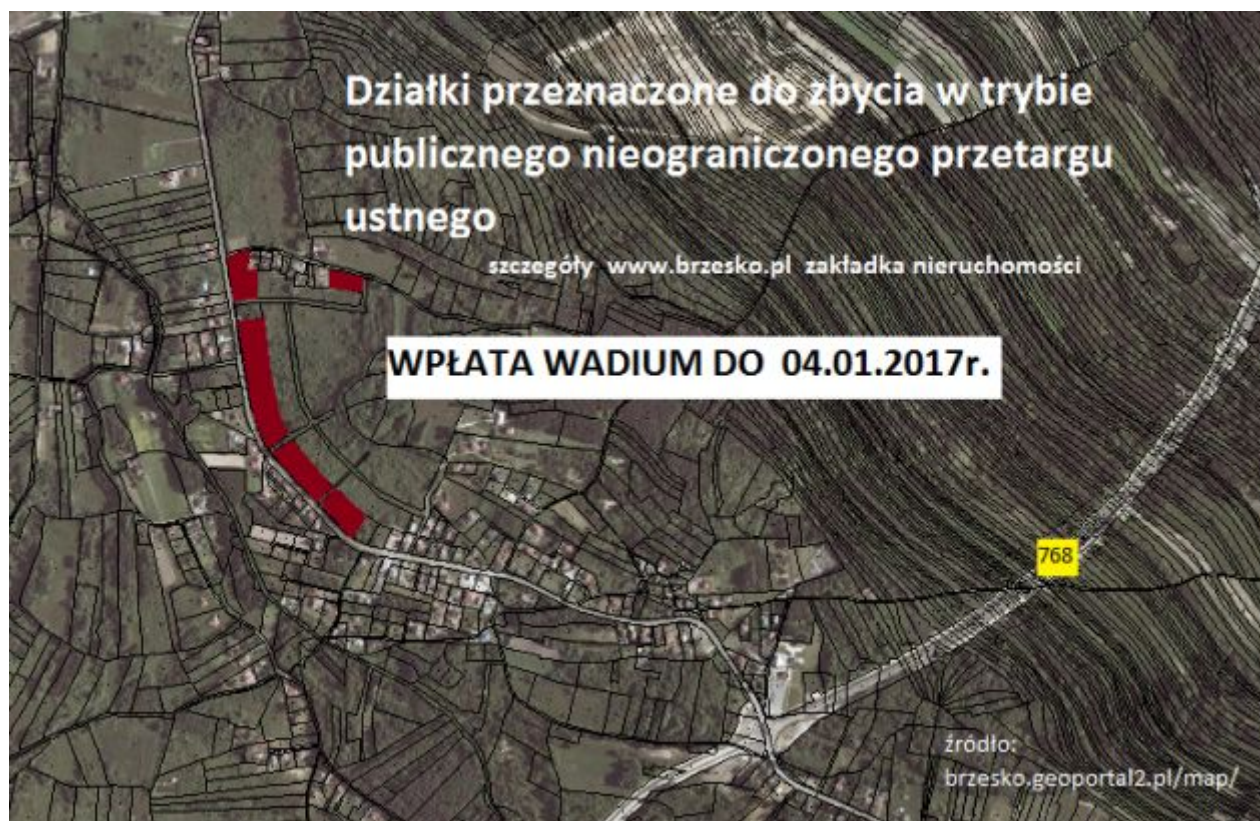 Działki przeznaczone do zbycia w trybie
publicznego nieograniczonego przetargu
ustnego
szczegóły www.brzesko.pl zakładka nieruchomości
WPŁATA WADIUM DO 04.01.2017r.
768
źródło:
brzesko.geoportal2.pl/map/